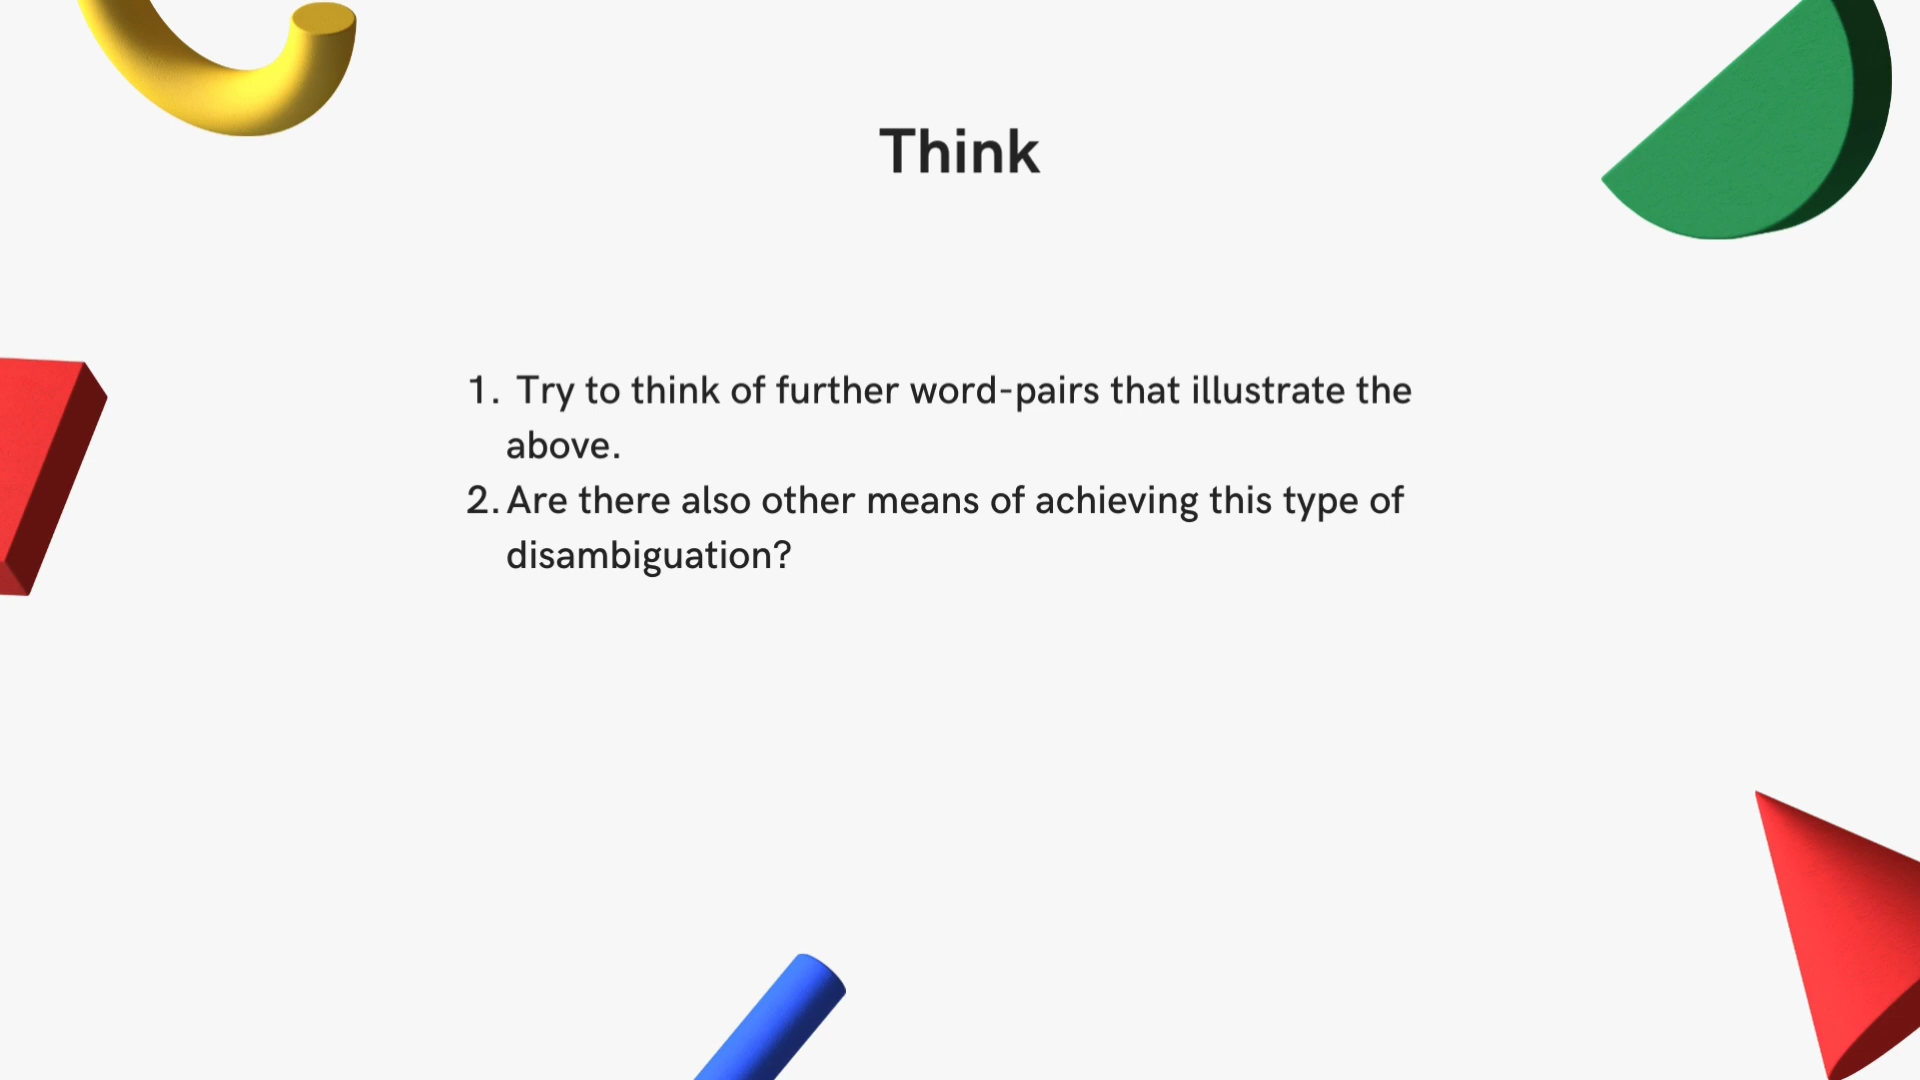 Think
1. Try to think of further word-pairs that illustrate the
above.
2. Are there also other means of achieving this type of
disambiguation?